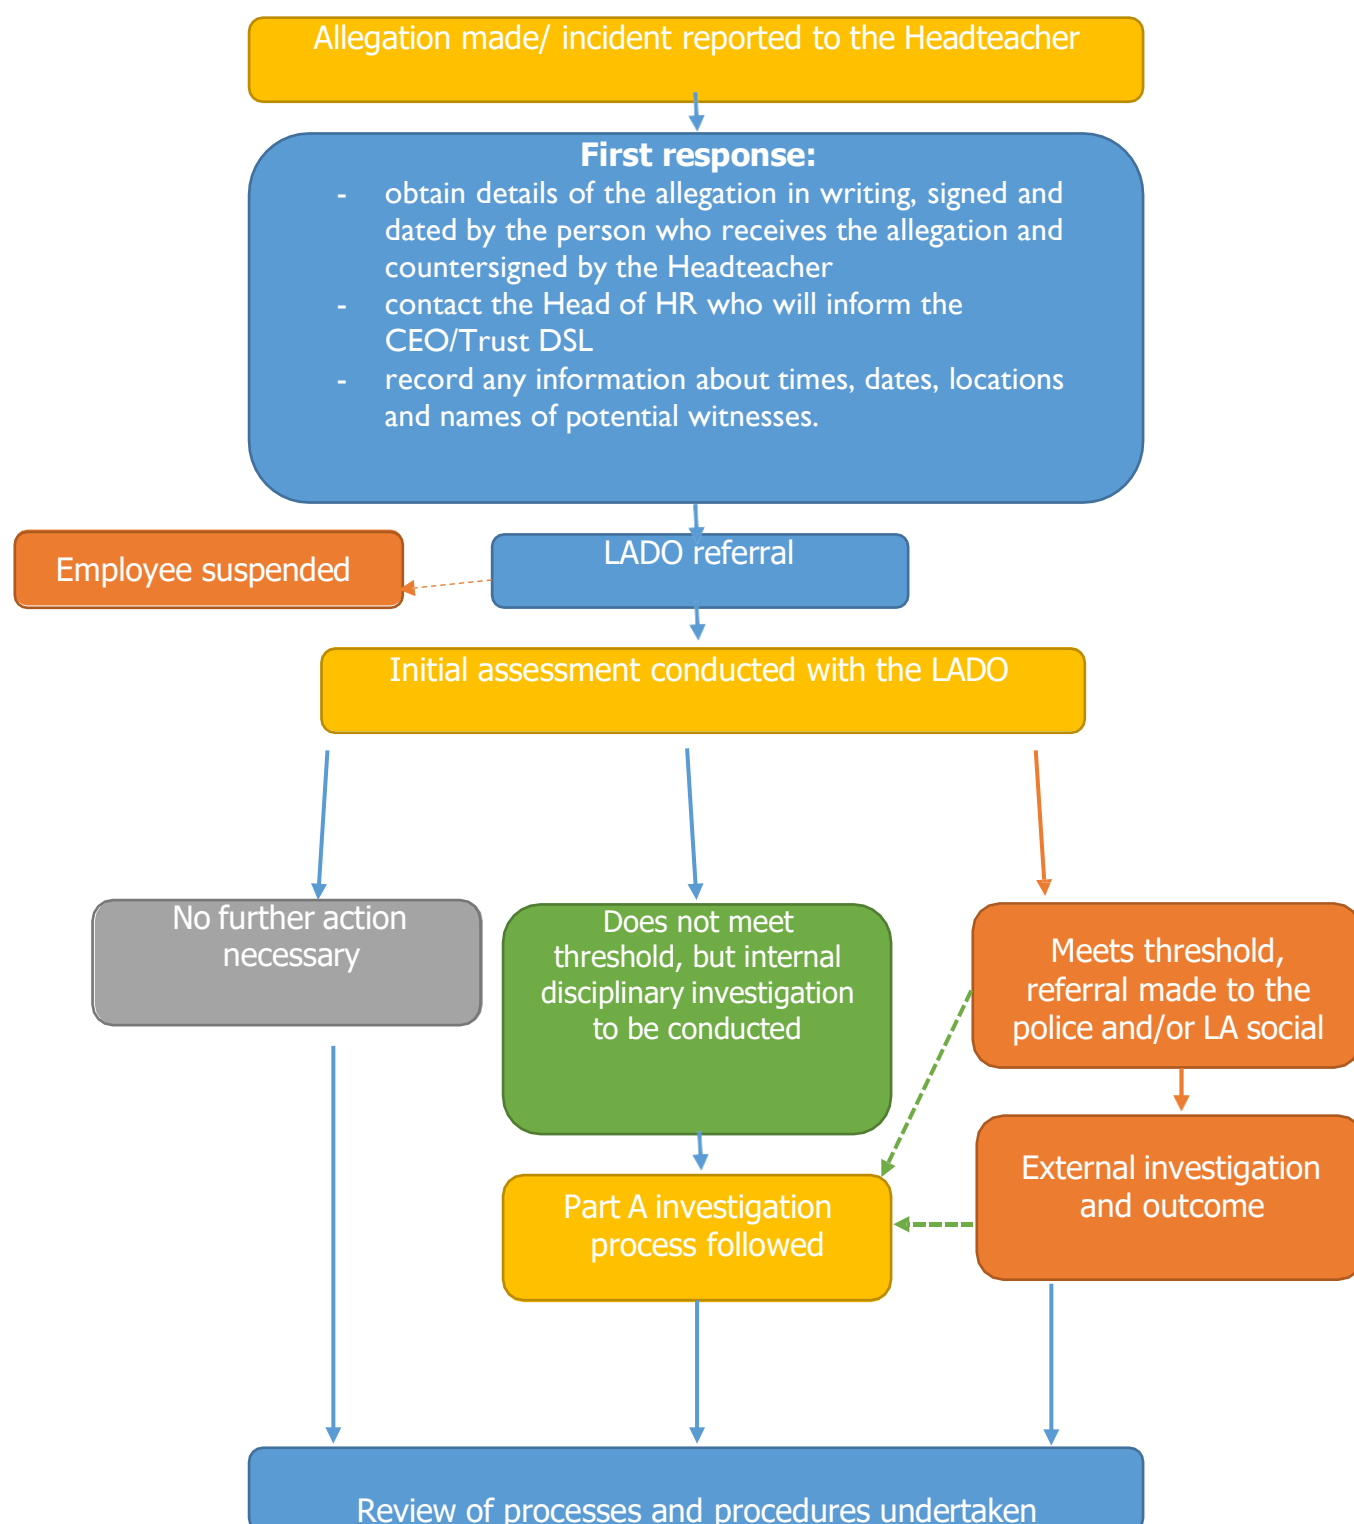 Allegation made/ incident reported to the Headteacher
First response:
- obtain details of the allegation in writing, signed and
dated by the person who receives the allegation and
countersigned by the Headteacher
- contact the Head of HR who will inform the
CEO/Trust DSL
- record any information about times, dates, locations
and names of potential witnesses.
Employee suspended
LADO referral
Initial assessment conducted with the LADO
No further action
necessary
Does not meet
threshold, but internal
disciplinary investigation
to be conducted
Meets threshold,
referral made to the
police and/or LA social
Part A investigation
process followed
External investigation
and outcome
Review of processes and procedures undertaken